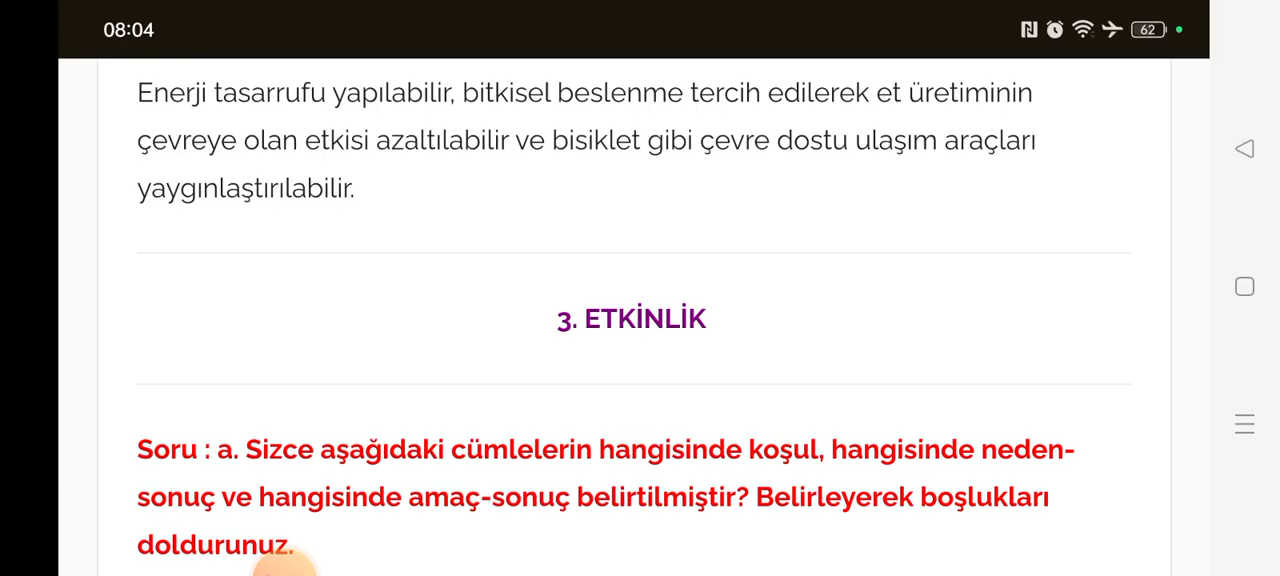 08:04
62
Enerji tasarrufu yapılabilir, bitkisel beslenme tercih edilerek et üretiminin
çevreye olan etkisi azaltılabilir ve bisiklet gibi çevre dostu ulaşım araçları
yaygınlaştırılabilir.
3. ETKİNLİK
Soru : a. Sizce aşağıdaki cümlelerin hangisinde koşul, hangisinde neden-
sonuç ve hangisinde amaç-sonuç belirtilmiştir? Belirleyerek boşlukları
doldurunuz.